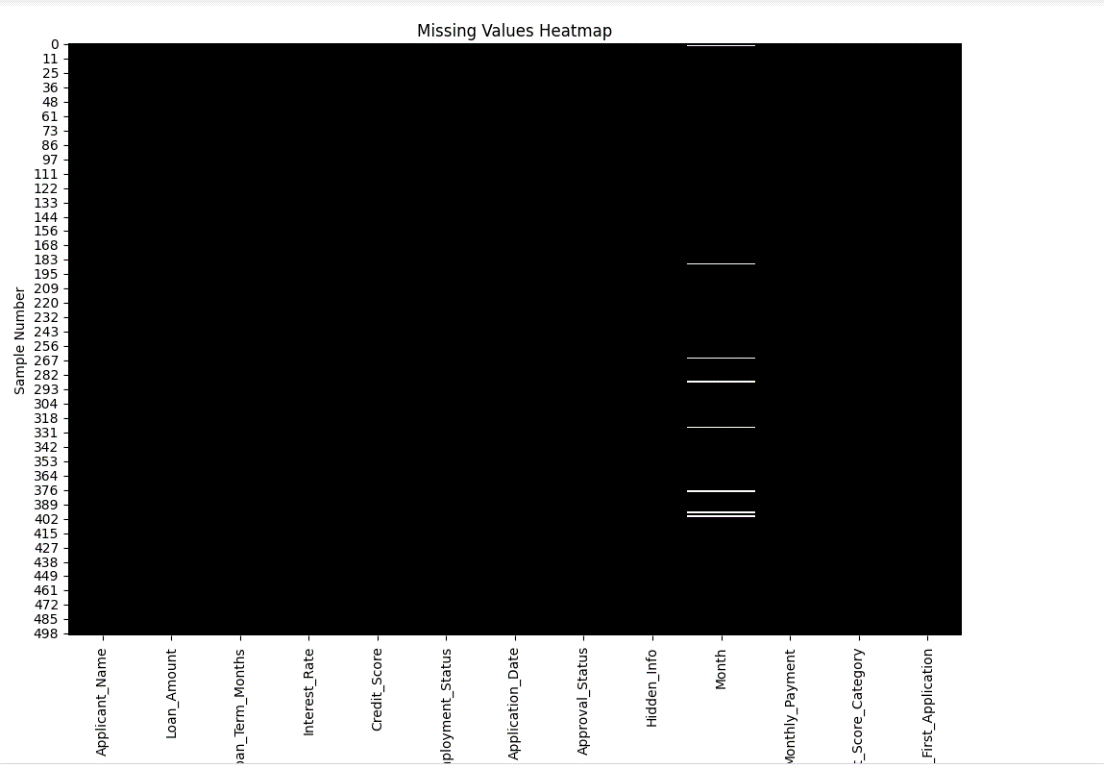 Missing Values Heatmap
Sample Number
0
11
25
36
48
61
73
86
97
111
122
133
144
156
168
183
195
209
220
232
243
256
267
282
293
304
318
331
342
353
364
376
389
402
415
427
438
449
461
472
485
498
Applicant_Name
Loan_Amount
oan_Term_Months
Interest_Rate
Credit_Score
ployment_Status
Application_Date
Approval_Status
Hidden_Info
Month
Monthly_Payment
t_Score_Category
_First_Application